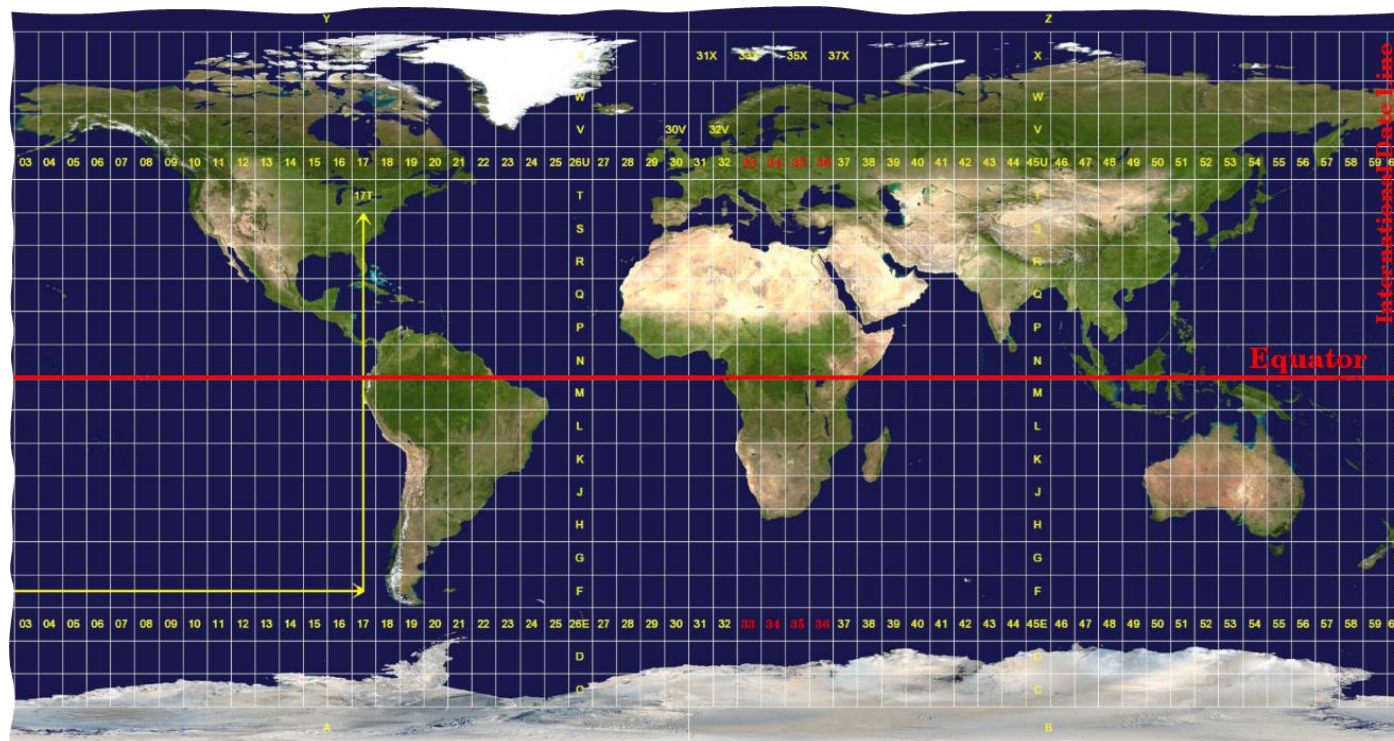 Y Z
X 31X 33X 35X 37X X
W W
V 30V 32V V
03 04 05 06 07 08 09 10 11 12 13 14 15 16 17 18 19 20 21 22 23 24 25 26U 27 28 29 30 31 32 33 34 35 36 37 38 39 40 41 42 43 44 45U 46 47 48 49 50 51 52 53 54 55 56 57 58 59
17T T T
S S
R R
Q Q
P P
N N
International Date Line
Equator
M M
L L
K K
J J
H H
G G
F F
03 04 05 06 07 08 09 10 11 12 13 14 15 16 17 18 19 20 21 22 23 24 25 26E 27 28 29 30 31 32 33 34 35 36 37 38 39 40 41 42 43 44 45E 46 47 48 49 50 51 52 53 54 55 56 57 58 59
D D
C C
A B